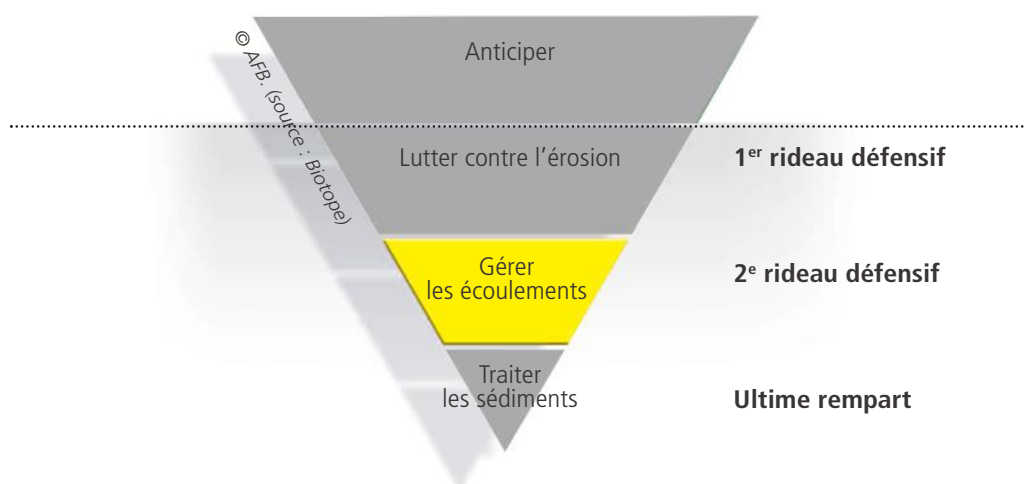 © AFB. (source : Biotope)
Anticiper
Lutter contre l’érosion
1er rideau défensif
Gérer
les écoulements
2e rideau défensif
Traiter
les sédiments
Ultime rempart